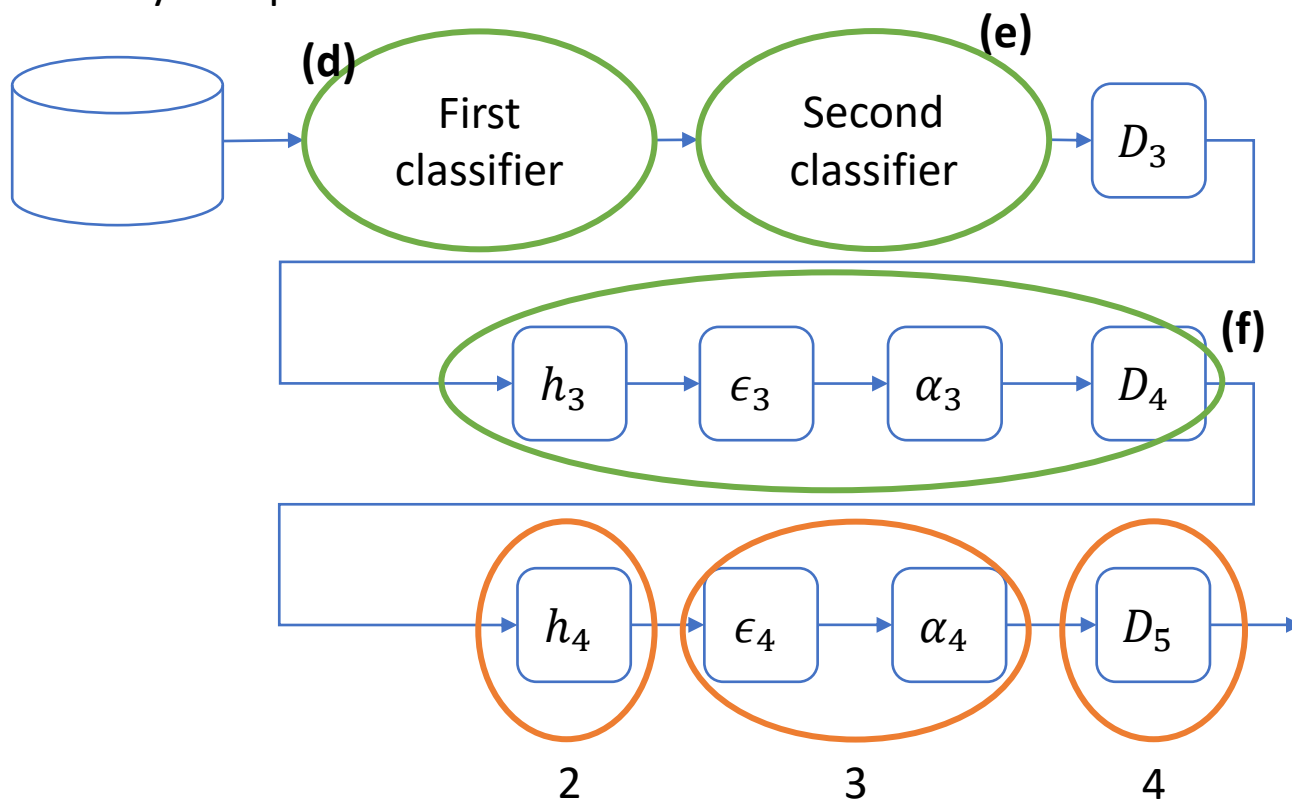 (d)
(e)
First
classifier
Second
classifier
D₃
(f)
h₃
ϵ₃
α₃
D₄
h₄
ϵ₄
α₄
D₅
2
3
4